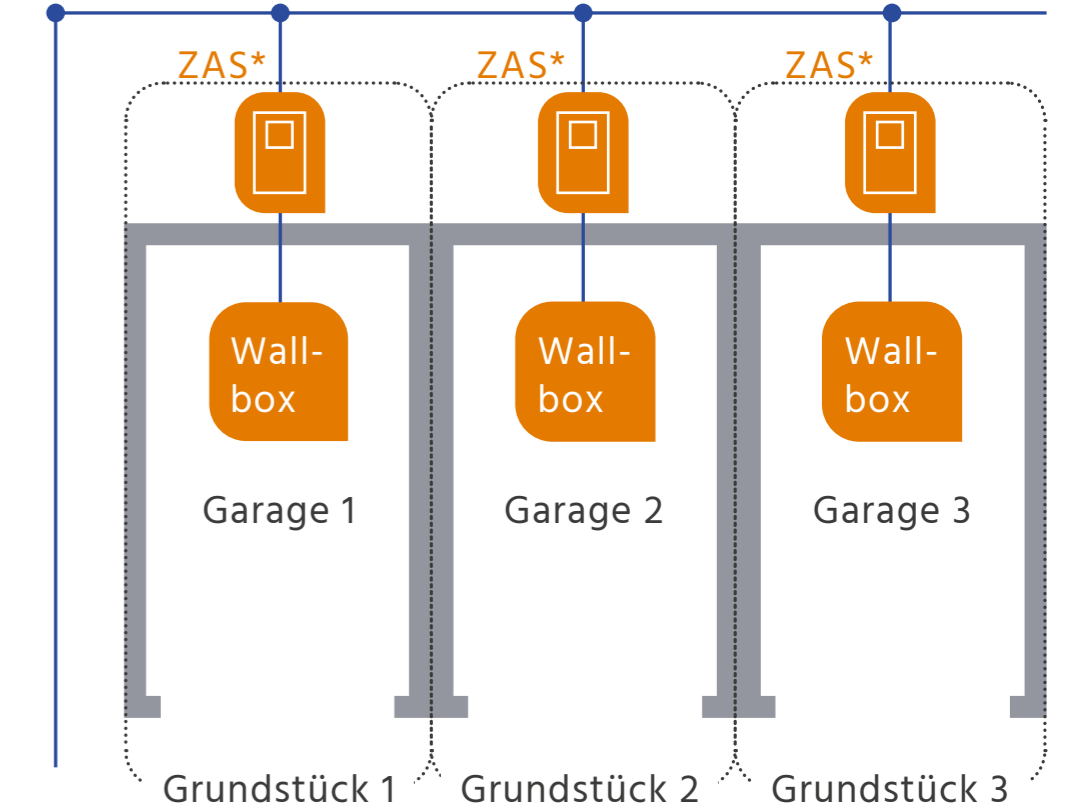 ZAS* ZAS* ZAS*
Wall- Wall- Wall-
box box box
Garage 1 Garage 2 Garage 3
Grundstück 1 Grundstück 2 Grundstück 3